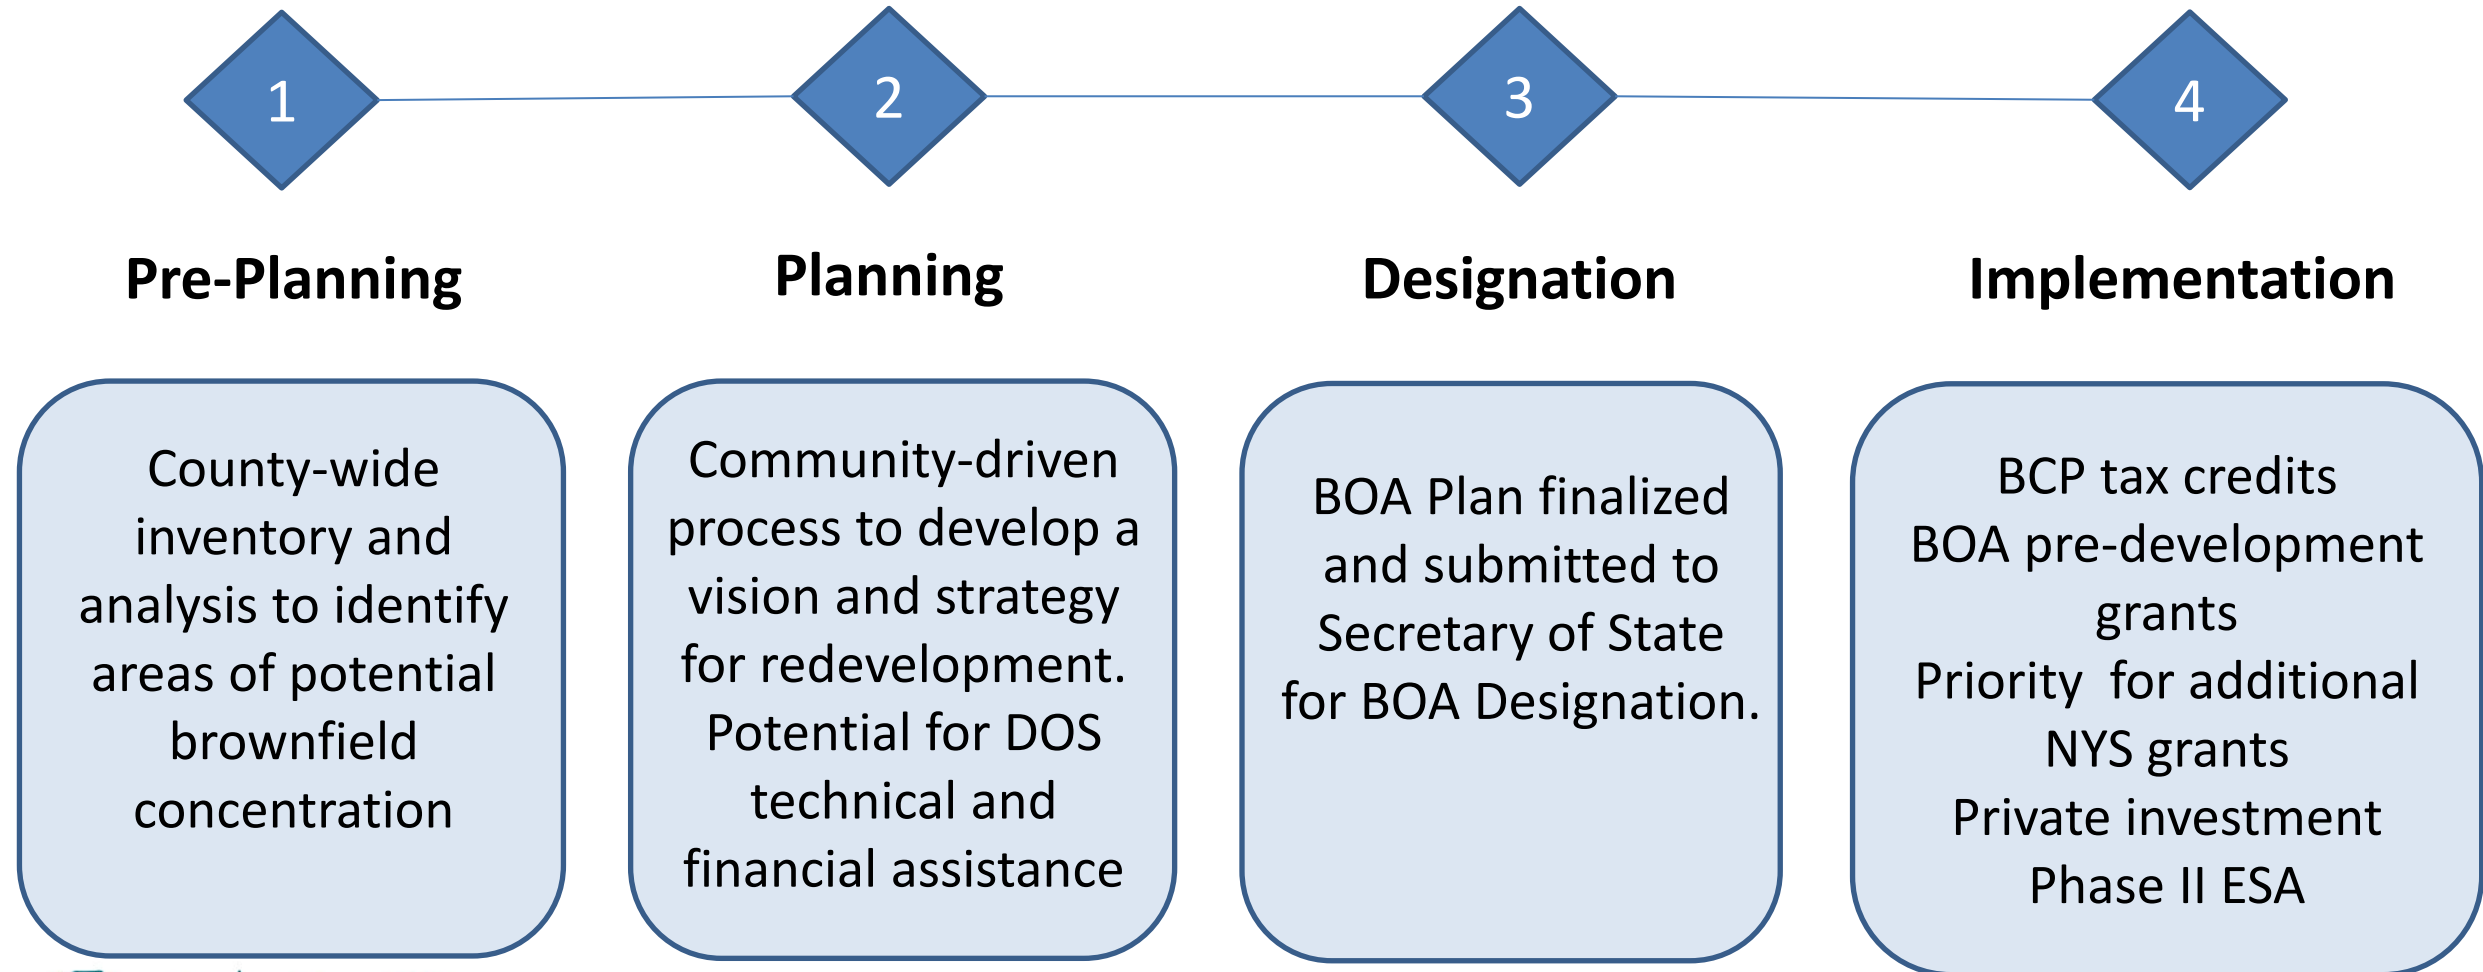 1
2
3
4
Pre-Planning
Planning
Designation
Implementation
County-wide
inventory and
analysis to identify
areas of potential
brownfield
concentration
Community-driven
process to develop a
vision and strategy
for redevelopment.
Potential for DOS
technical and
financial assistance
BOA Plan finalized
and submitted to
Secretary of State
for BOA Designation.
BCP tax credits
BOA pre-development
grants
Priority  for additional
NYS grants
Private investment
Phase II ESA